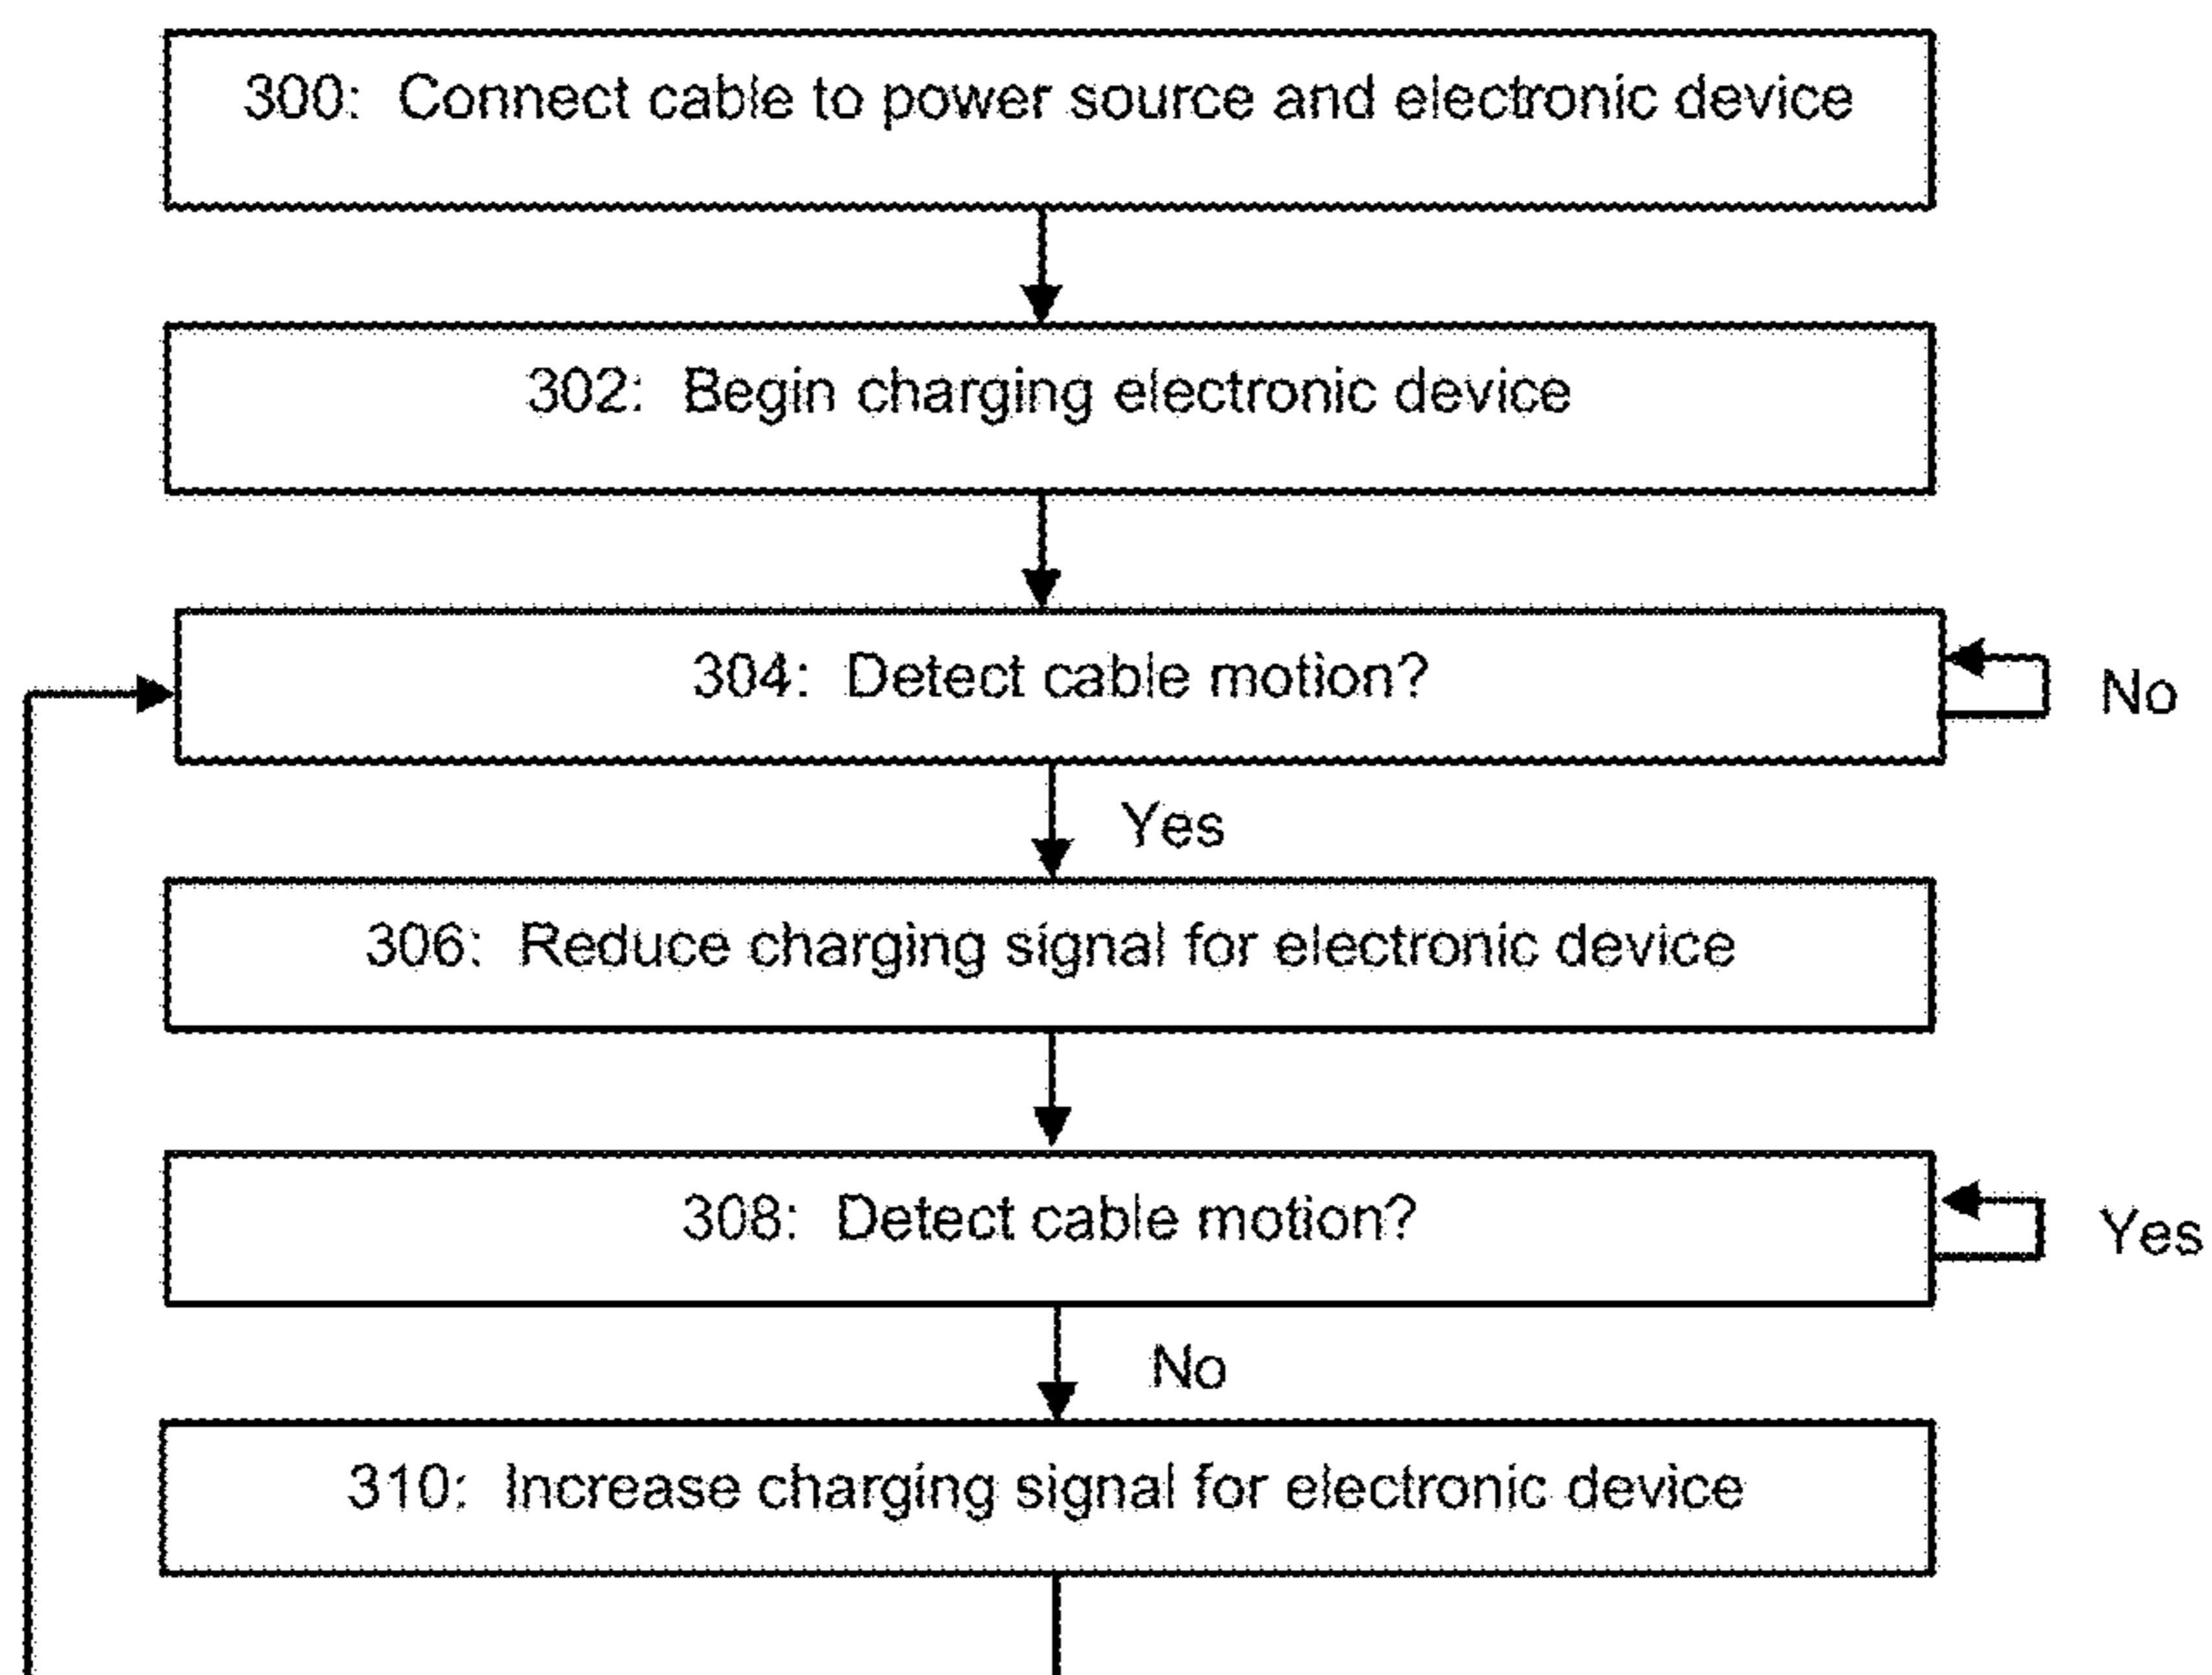 300: Connect cable to power source and electronic device
302: Begin charging electronic device
304: Detect cable motion?
No
Yes
306: Reduce charging signal for electronic device
308: Detect cable motion?
Yes
No
310: Increase charging signal for electronic device